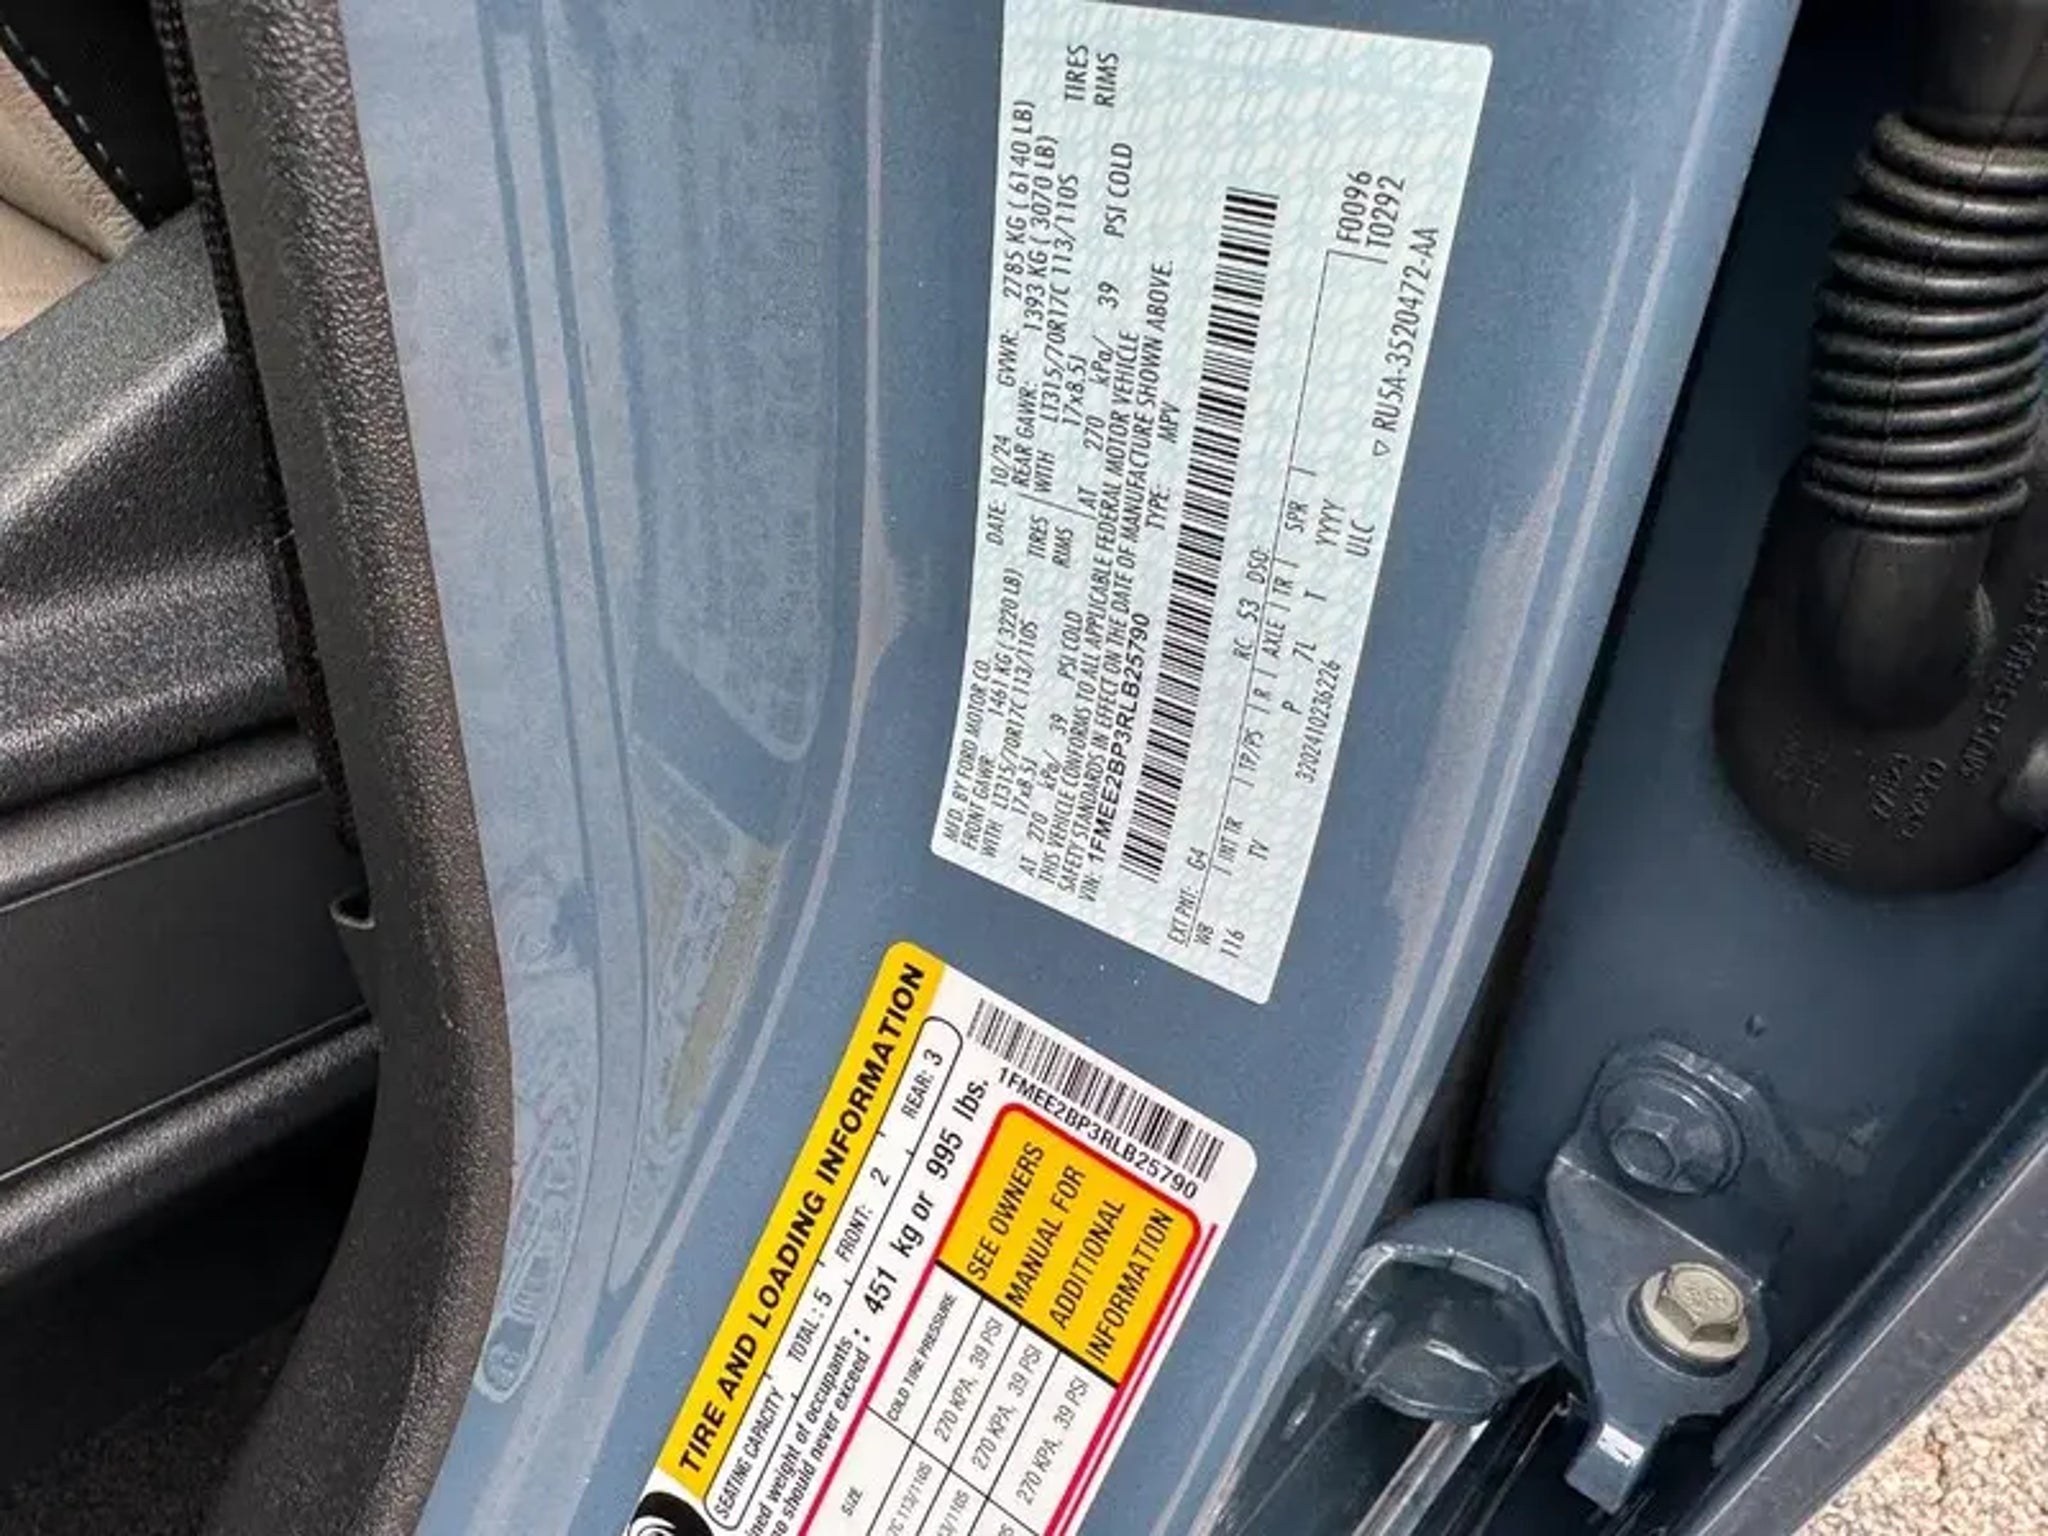 MFD. BY FORD MOTOR CO. DATE: 10/24 GVWR: 2785 KG ( 6140 LB)
FRONT GAWR: 1461 KG ( 3220 LB) REAR GAWR: 1393 KG ( 3070 LB)
WITH LT315/70R17C 113/110S TIRES WITH LT315/70R17C 113/110S TIRES
17x8.5J RIMS 17x8.5J RIMS
AT 270 kPa/ 39 PSI COLD AT 270 kPa/ 39 PSI COLD
THIS VEHICLE CONFORMS TO ALL APPLICABLE FEDERAL MOTOR VEHICLE
SAFETY STANDARDS IN EFFECT ON THE DATE OF MANUFACTURE SHOWN ABOVE.
VIN: 1FMEE2BP3RLB25790 TYPE: MPV
EXT PNT: G4 RC: 53 DSO: F0096
WB INT TR TP/PS R AXLE TR SPR T0292
116 TV P 7L T YYY
3202410236226 ULC ▽ RU5A-3520472-AA
TIRE AND LOADING INFORMATION
SEATING CAPACITY TOTAL: 5 FRONT: 2 REAR: 3
weight of occupants
should never exceed : 451 kg or 995 lbs.
1FMEE2BP3RLB25790
SIZE COLD TIRE PRESSURE
113/110S 270 KPA, 39 PSI
270 KPA, 39 PSI
270 KPA, 39 PSI
SEE OWNERS
MANUAL FOR
ADDITIONAL
INFORMATION